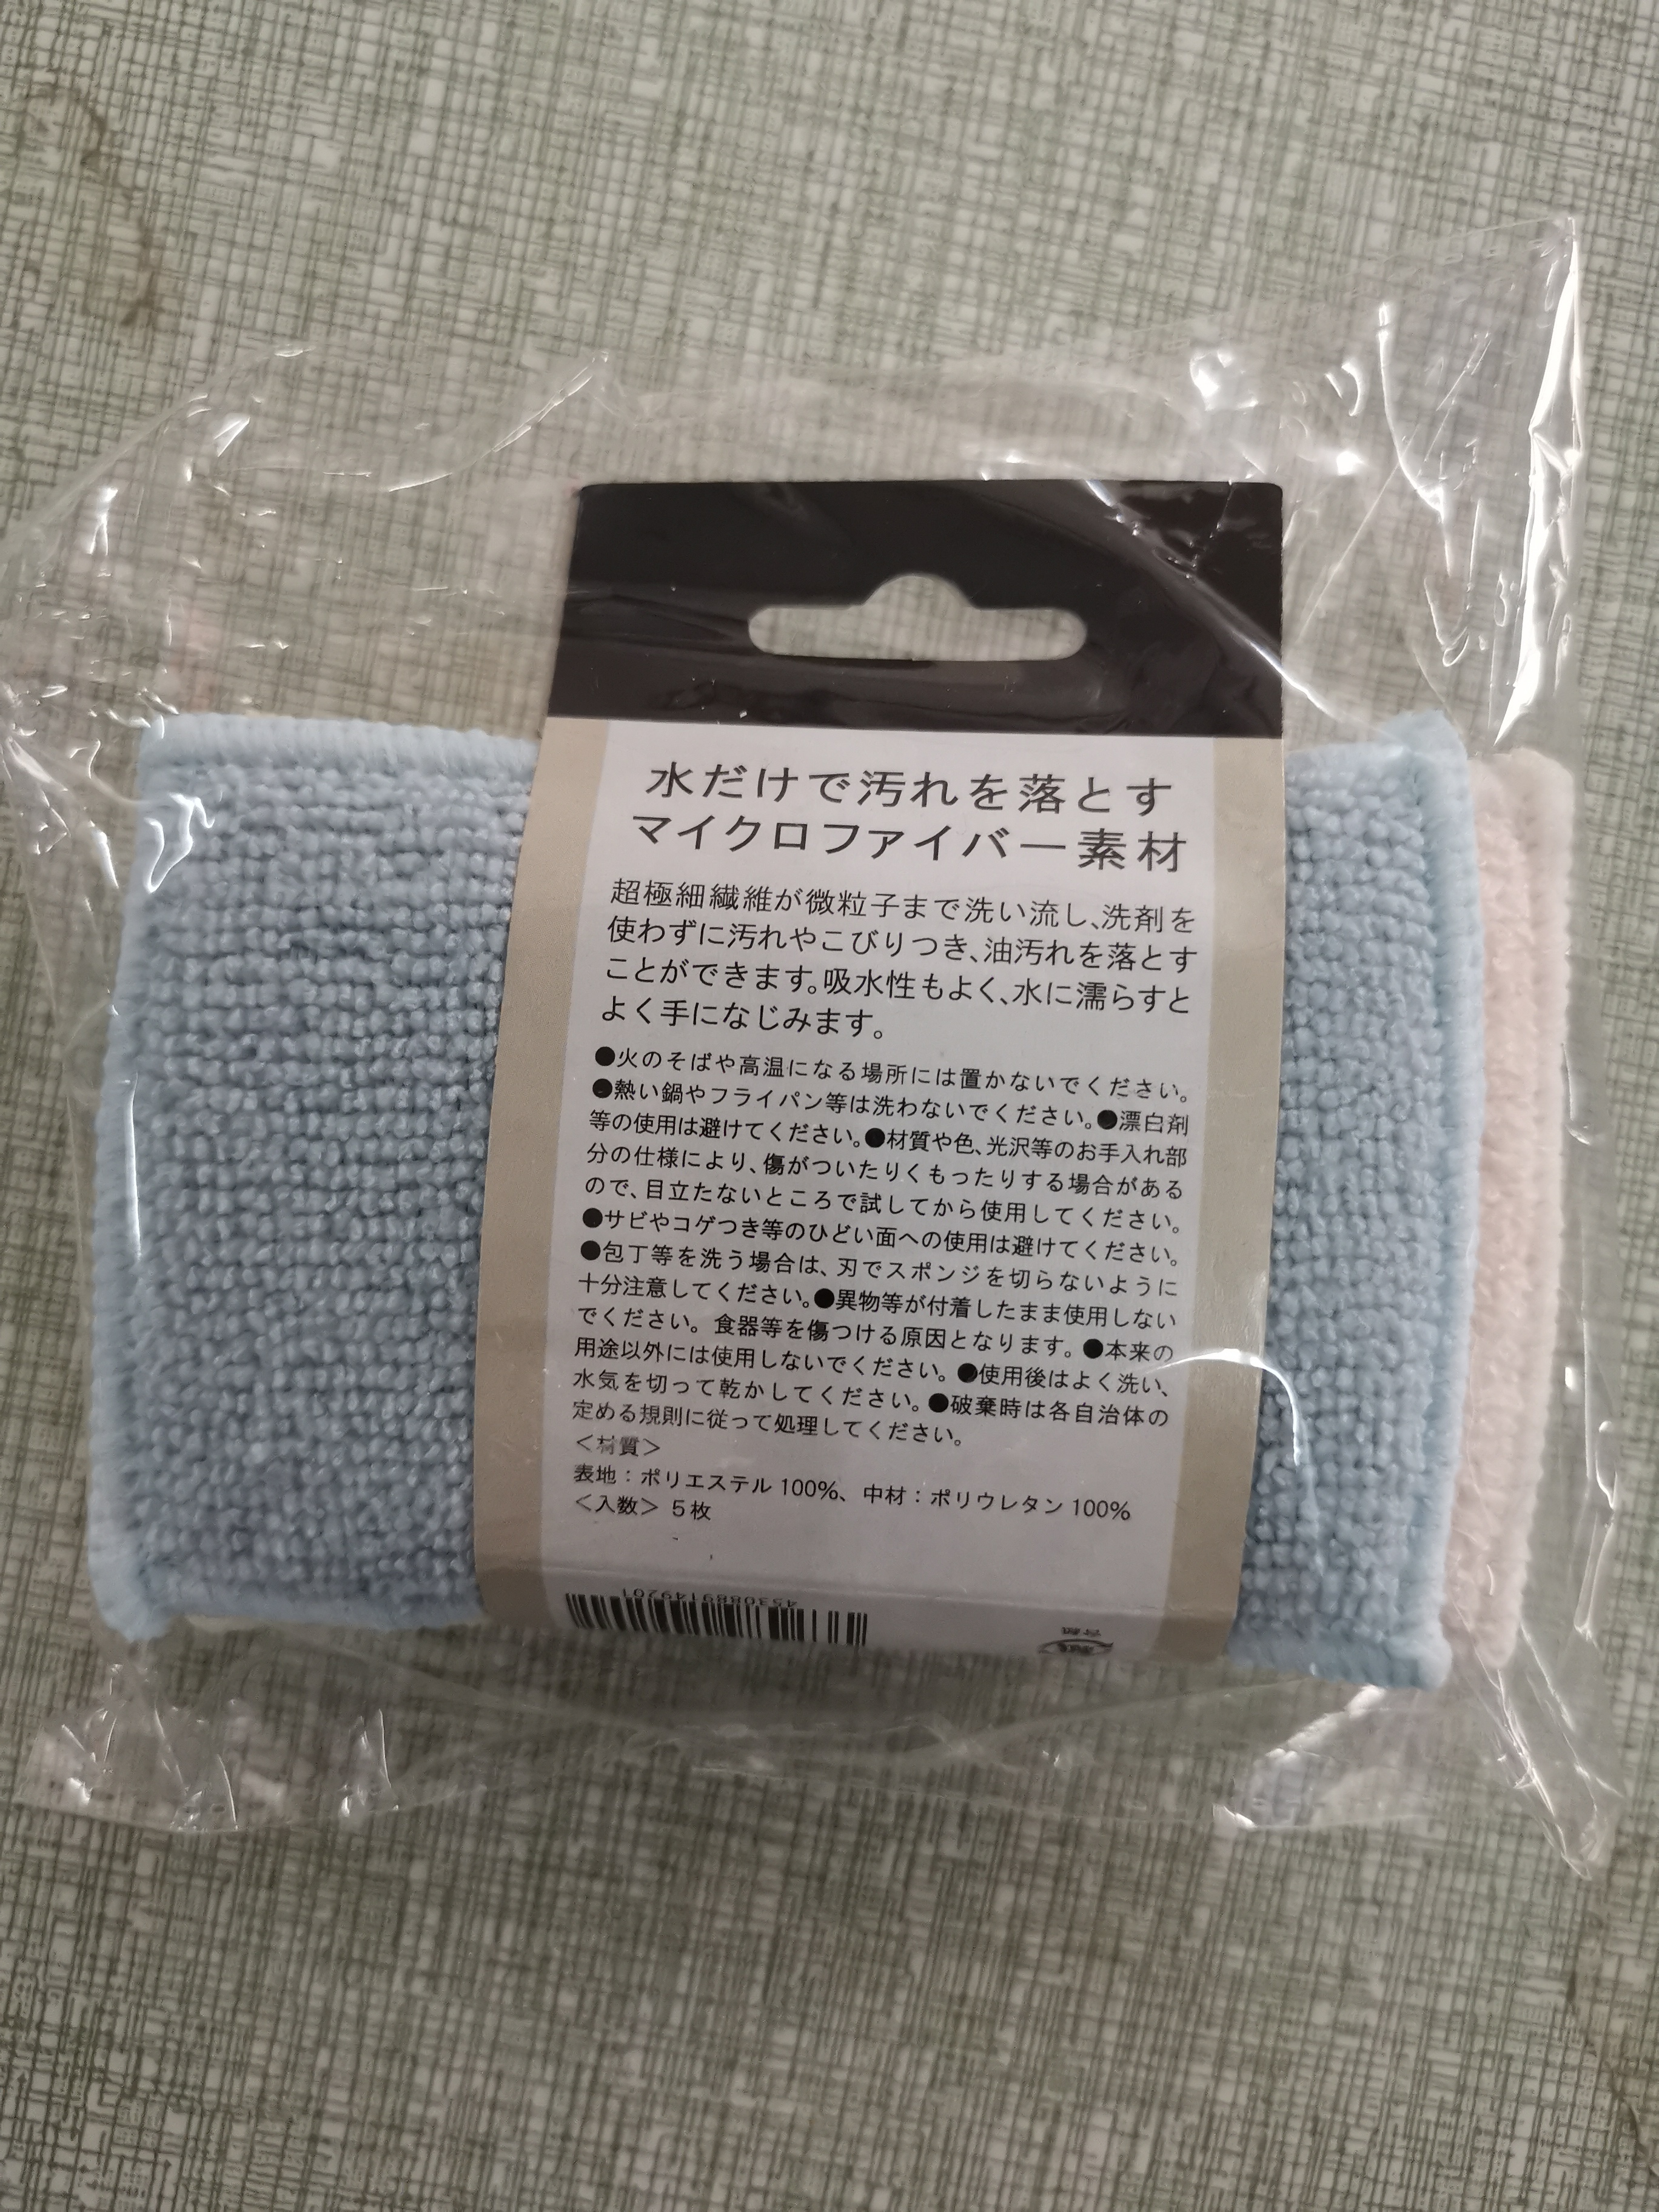 水だけで汚れを落とす
マイクロファイバー素材
超極細繊維が微粒子まで洗い流し、洗剤を
使わずに汚れやこびりつき、油汚れを落とす
ことができます。吸水性もよく、水に濡らすと
よく手になじみます。
●火のそばや高温になる場所には置かないでください。
●熱い鍋やフライパン等は洗わないでください。●漂白剤
等の使用は避けてください。●材質や色、光沢等のお手入れ部
分の仕様により、傷がついたりくもったりする場合がある
ので、目立たないところで試してから使用してください。
●サビやコゲつき等のひどい面への使用は避けてください。
●包丁等を洗う場合は、刃でスポンジを切らないように
十分注意してください。●異物等が付着したまま使用しない
でください。食器等を傷つける原因となります。●本来の
用途以外には使用しないでください。●使用後はよく洗い、
水気を切って乾かしてください。●破棄時は各自治体の
定める規則に従って処理してください。
＜材質＞
表地：ポリエステル 100%、中材：ポリウレタン 100%
＜入数＞５枚
4530889149201
台紙